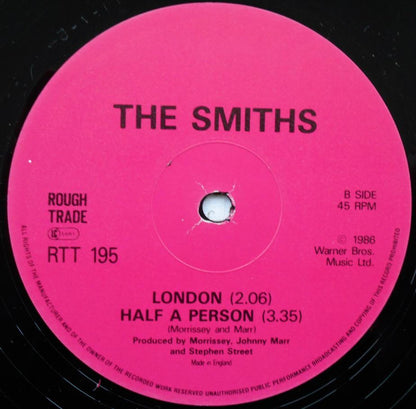 THE SMITHS
ROUGH
TRADE
RTT 195
B SIDE
45 RPM
© 1986
Warner Bros.
Music Ltd.
LONDON (2.06)
HALF A PERSON (3.35)
(Morrissey and Marr)
Produced by Morrissey, Johnny Marr
and Stephen Street
Made in England
ALL RIGHTS OF THE MANUFACTURER AND OF THE OWNER OF THE RECORDED WORK RESERVED UNAUTHORISED PUBLIC PERFORMANCE BROADCASTING AND COPYING OF THIS RECORD PROHIBITED